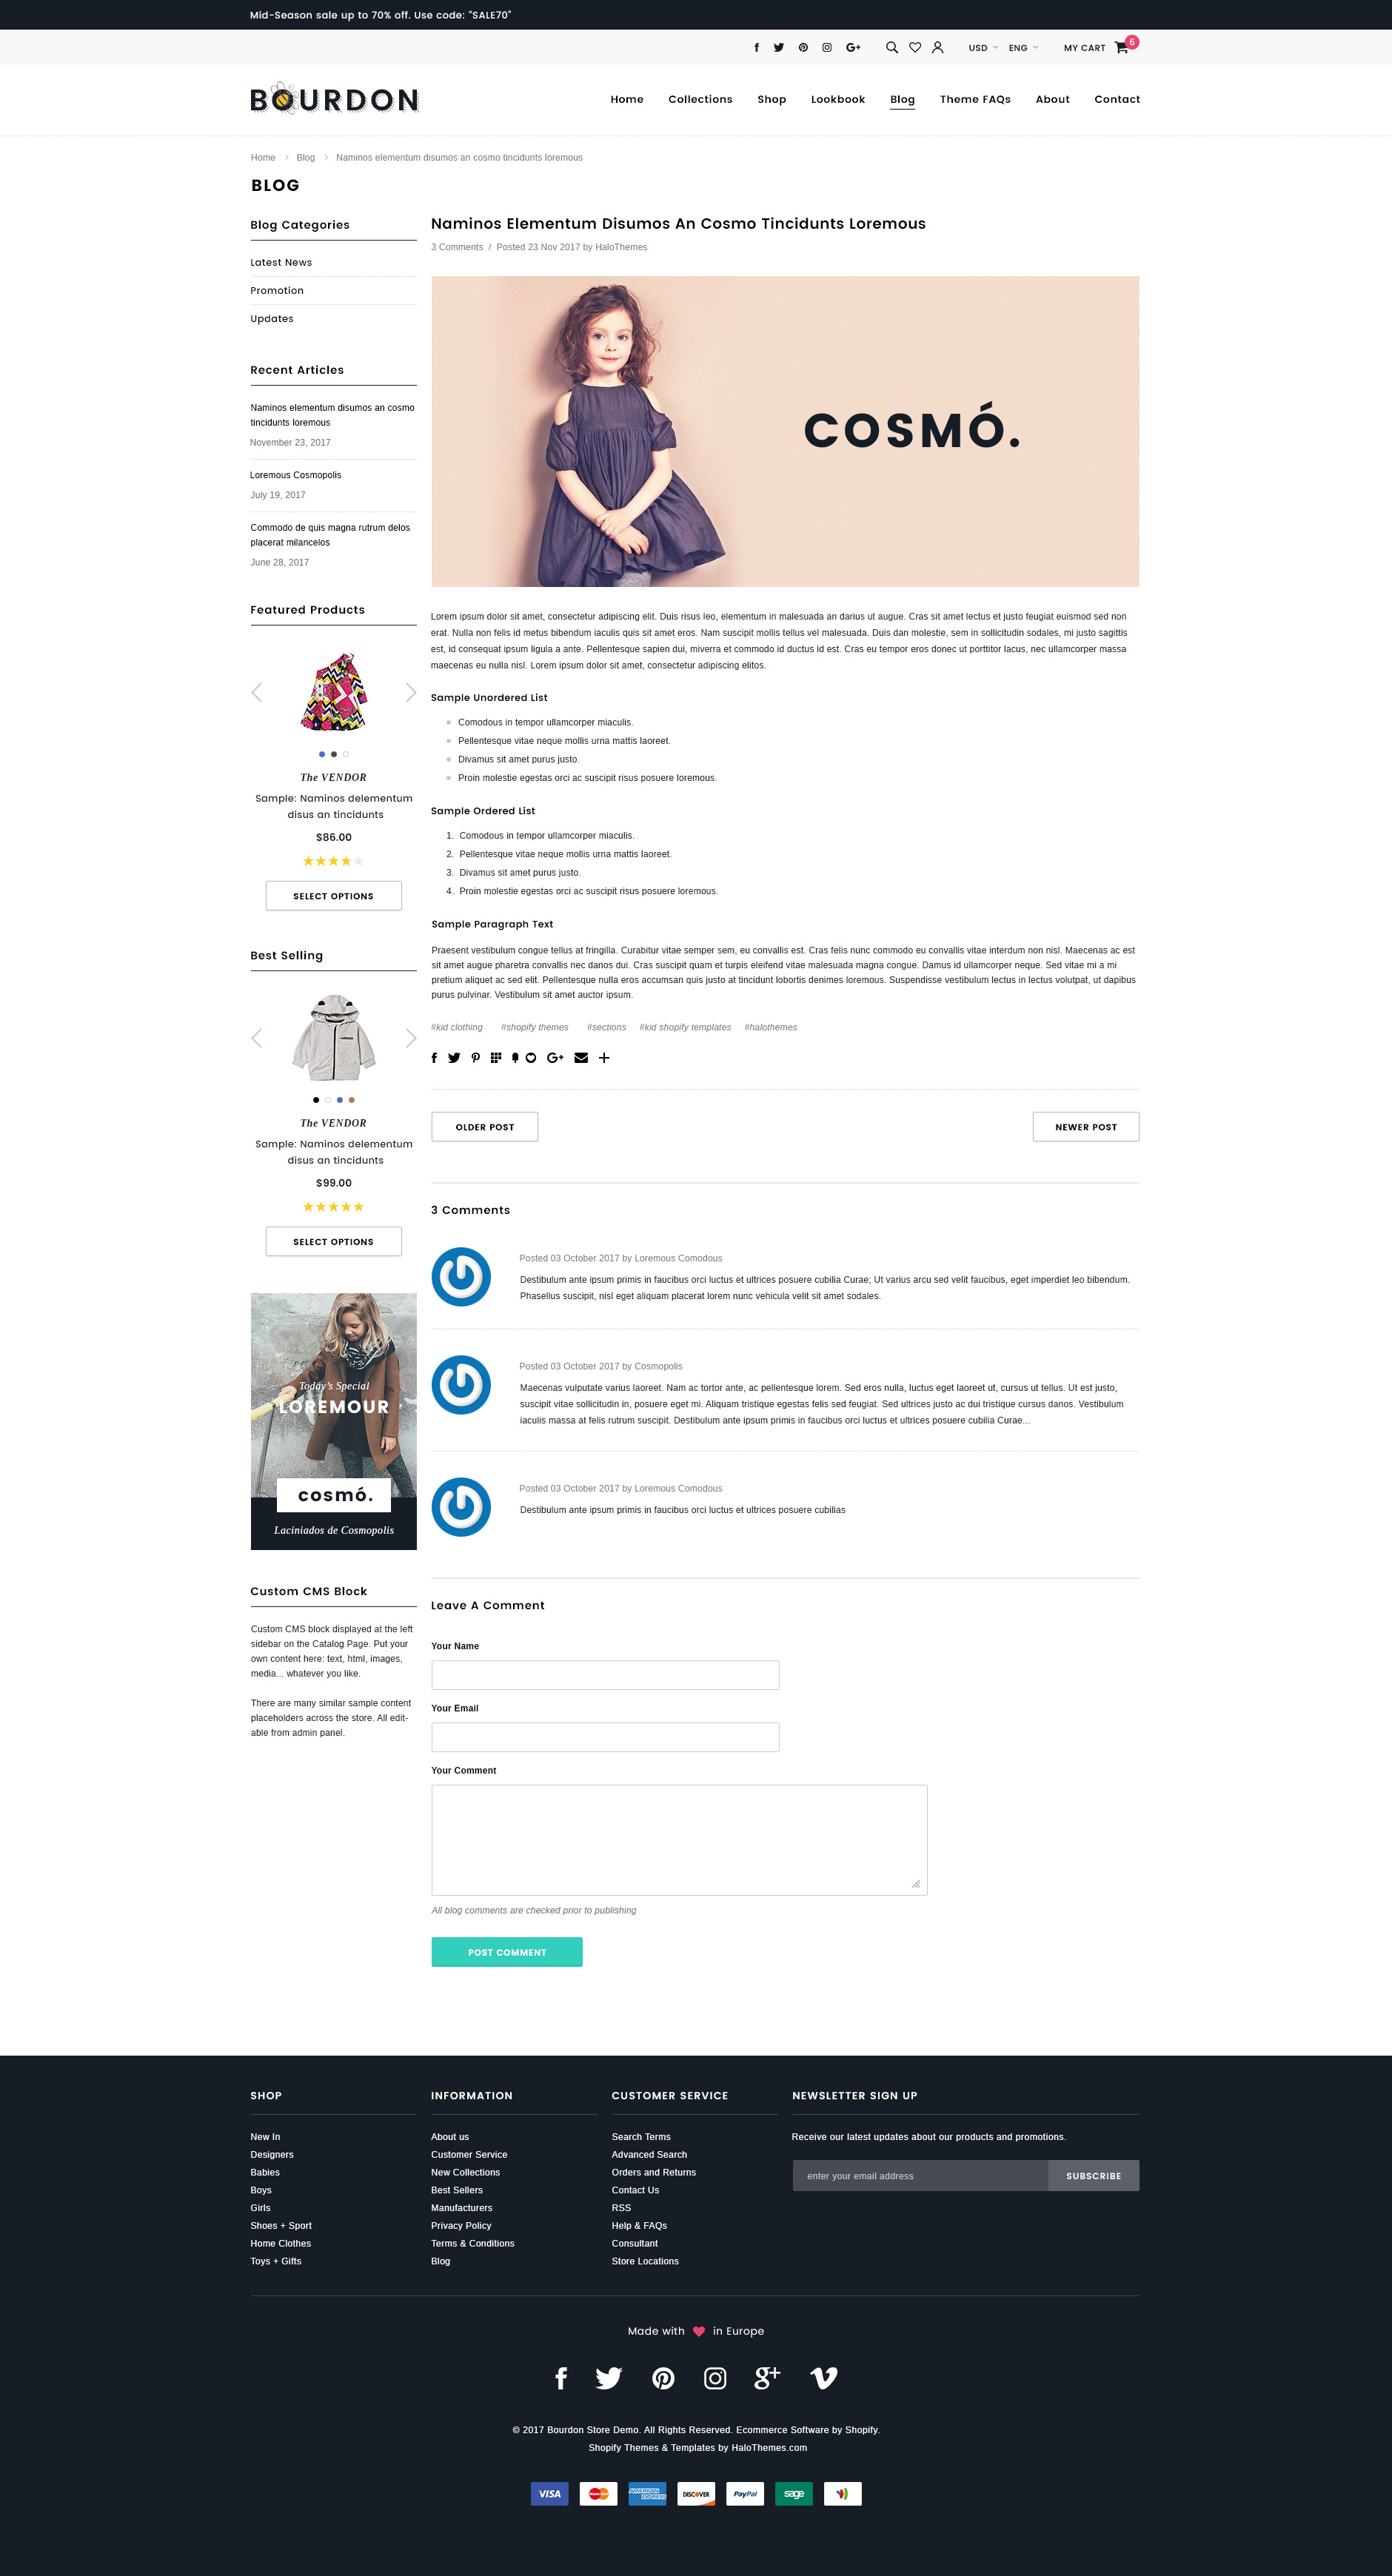 Mid-Season sale up to 70% off. Use code: "SALE70"
USD
ENG
MY CART
6
BOURDON
Home
Collections
Shop
Lookbook
Blog
Theme FAQs
About
Contact
Home
Blog
Naminos elementum disumos an cosmo tincidunts loremous
BLOG
Blog Categories
Latest News
Promotion
Updates
Recent Articles
Naminos elementum disumos an cosmo
tincidunts loremous
November 23, 2017
Loremous Cosmopolis
July 19, 2017
Commodo de quis magna rutrum delos
placerat milancelos
June 28, 2017
Featured Products
The VENDOR
Sample: Naminos delementum
disus an tincidunts
$86.00
SELECT OPTIONS
Best Selling
The VENDOR
Sample: Naminos delementum
disus an tincidunts
$99.00
SELECT OPTIONS
Today's Special
LOREMOUR
cosmó.
Laciniados de Cosmopolis
Custom CMS Block
Custom CMS block displayed at the left
sidebar on the Catalog Page. Put your
own content here: text, html, images,
media... whatever you like.
There are many similar sample content
placeholders across the store. All edit-
able from admin panel.
Naminos Elementum Disumos An Cosmo Tincidunts Loremous
3 Comments / Posted 23 Nov 2017 by HaloThemes
COSMÓ.
Lorem ipsum dolor sit amet, consectetur adipiscing elit. Duis risus leo, elementum in malesuada an darius ut augue. Cras sit amet lectus et justo feugiat euismod sed non
erat. Nulla non felis id metus bibendum iaculis quis sit amet eros. Nam suscipit mollis tellus vel malesuada. Duis dan molestie, sem in sollicitudin sodales, mi justo sagittis
est, id consequat ipsum ligula a ante. Pellentesque sapien dui, miverra et commodo id ductus id est. Cras eu tempor eros donec ut porttitor lacus, nec ullamcorper massa
maecenas eu nulla nisl. Lorem ipsum dolor sit amet, consectetur adipiscing elitos.
Sample Unordered List
Comodous in tempor ullamcorper miaculis.
Pellentesque vitae neque mollis urna mattis laoreet.
Divamus sit amet purus justo.
Proin molestie egestas orci ac suscipit risus posuere loremous.
Sample Ordered List
1. Comodous in tempor ullamcorper miaculis.
2. Pellentesque vitae neque mollis urna mattis laoreet.
3. Divamus sit amet purus justo.
4. Proin molestie egestas orci ac suscipit risus posuere loremous.
Sample Paragraph Text
Praesent vestibulum congue tellus at fringilla. Curabitur vitae semper sem, eu convallis est. Cras felis nunc commodo eu convallis vitae interdum non nisl. Maecenas ac est
sit amet augue pharetra convallis nec danos dui. Cras suscipit quam et turpis eleifend vitae malesuada magna congue. Damus id ullamcorper neque. Sed vitae mi a mi
pretium aliquet ac sed elit. Pellentesque nulla eros accumsan quis justo at tincidunt lobortis denimes loremous. Suspendisse vestibulum lectus in lectus volutpat, ut dapibus
purus pulvinar. Vestibulum sit amet auctor ipsum.
#kid clothing #shopify themes #sections #kid shopify templates #halothemes
OLDER POST
NEWER POST
3 Comments
Posted 03 October 2017 by Loremous Comodous
Destibulum ante ipsum primis in faucibus orci luctus et ultrices posuere cubilia Curae; Ut varius arcu sed velit faucibus, eget imperdiet leo bibendum.
Phasellus suscipit, nisl eget aliquam placerat lorem nunc vehicula velit sit amet sodales.
Posted 03 October 2017 by Cosmopolis
Maecenas vulputate varius laoreet. Nam ac tortor ante, ac pellentesque lorem. Sed eros nulla, luctus eget laoreet ut, cursus ut tellus. Ut est justo,
suscipit vitae sollicitudin in, posuere eget mi. Aliquam tristique egestas felis sed feugiat. Sed ultrices justo ac dui tristique cursus danos. Vestibulum
iaculis massa at felis rutrum suscipit. Destibulum ante ipsum primis in faucibus orci luctus et ultrices posuere cubilia Curae...
Posted 03 October 2017 by Loremous Comodous
Destibulum ante ipsum primis in faucibus orci luctus et ultrices posuere cubilias
Leave A Comment
Your Name
Your Email
Your Comment
All blog comments are checked prior to publishing
POST COMMENT
SHOP
New In
Designers
Babies
Boys
Girls
Shoes + Sport
Home Clothes
Toys + Gifts
INFORMATION
About us
Customer Service
New Collections
Best Sellers
Manufacturers
Privacy Policy
Terms & Conditions
Blog
CUSTOMER SERVICE
Search Terms
Advanced Search
Orders and Returns
Contact Us
RSS
Help & FAQs
Consultant
Store Locations
NEWSLETTER SIGN UP
Receive our latest updates about our products and promotions.
enter your email address
SUBSCRIBE
Made with in Europe
© 2017 Bourdon Store Demo. All Rights Reserved. Ecommerce Software by Shopify.
Shopify Themes & Templates by HaloThemes.com
VISA
MasterCard
AMERICAN EXPRESS
DISCOVER
PayPal
sage